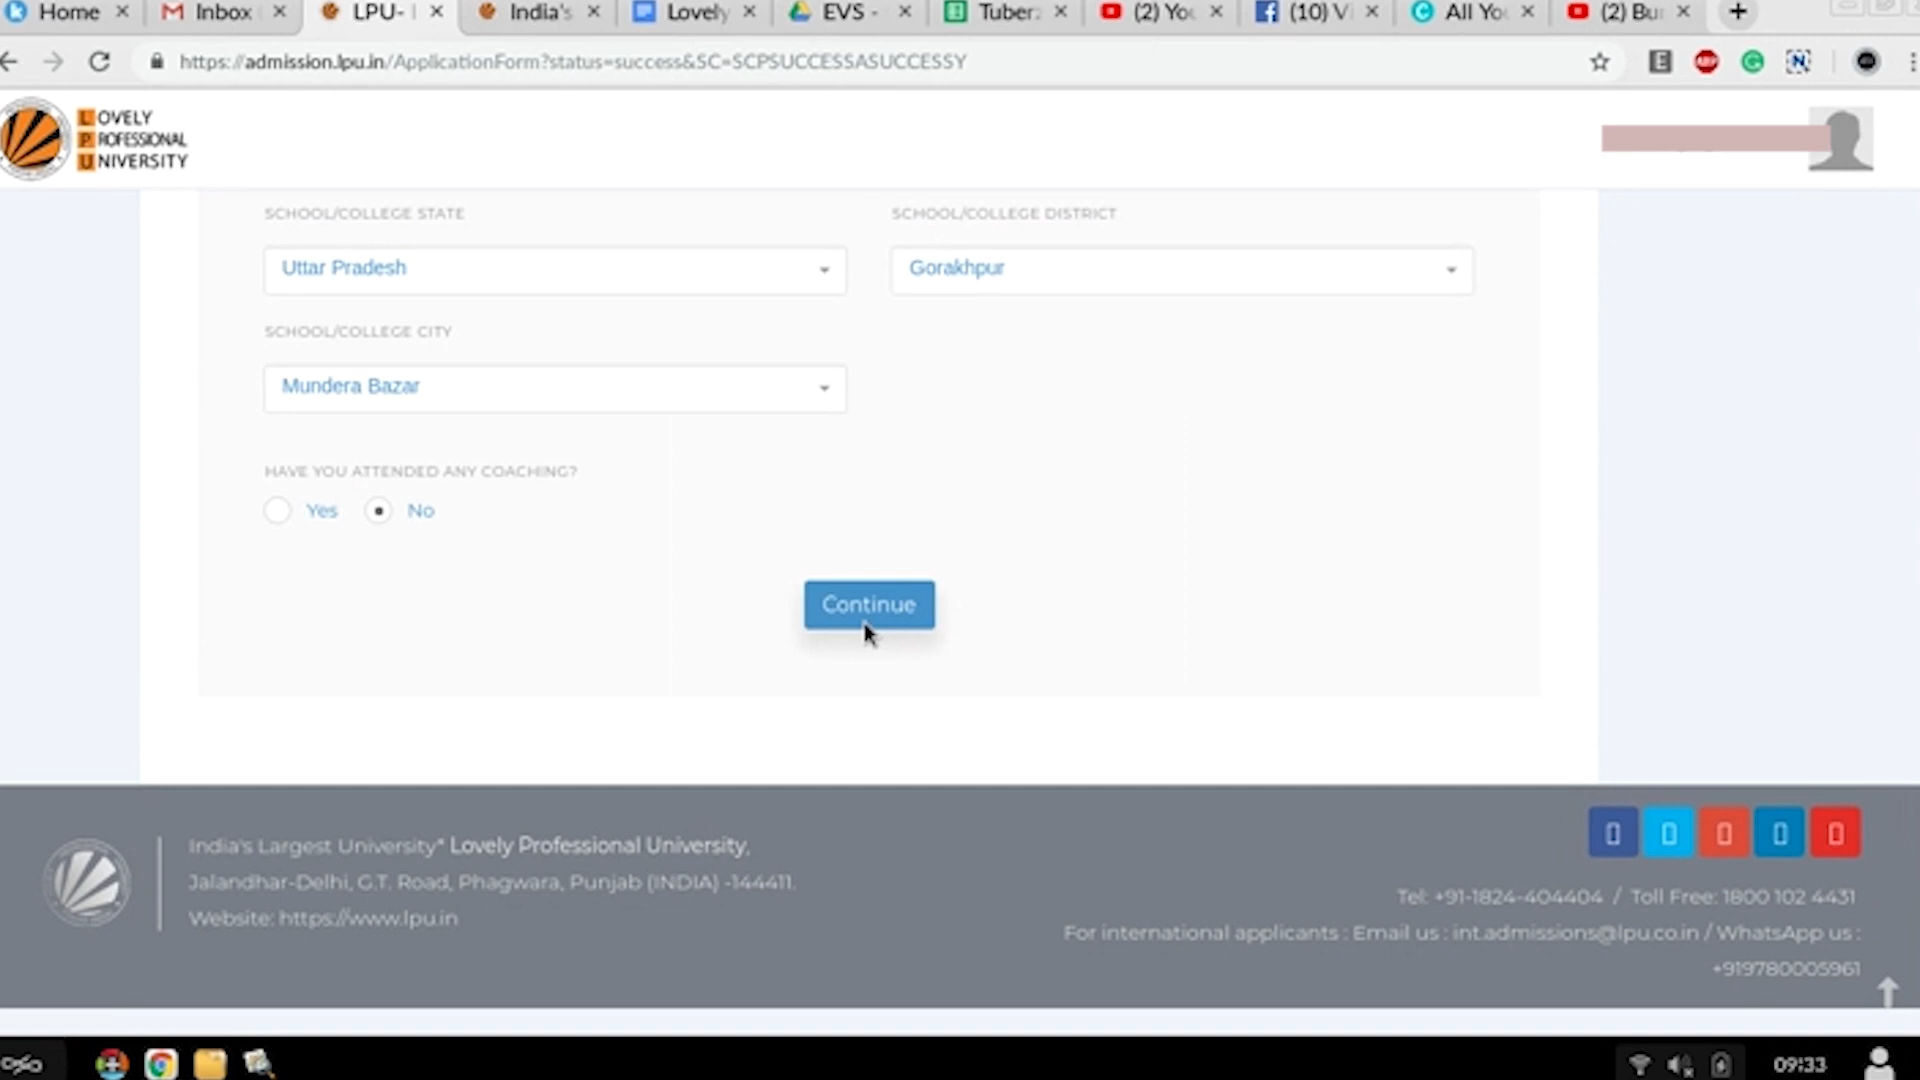 Home
Inbox
LPU-
India's
Lovely
EVS -
Tuber
(2) You
(10) Vi
All Yo
(2) Bu
https://admission.lpu.in/ApplicationForm?status=success&SC=SCPSUCCESSASUCCESSY
LOVELY
PROFESSIONAL
UNIVERSITY
SCHOOL/COLLEGE STATE
SCHOOL/COLLEGE DISTRICT
Uttar Pradesh
Gorakhpur
SCHOOL/COLLEGE CITY
Mundera Bazar
HAVE YOU ATTENDED ANY COACHING?
Yes
No
Continue
India's Largest University* Lovely Professional University,
Jalandhar-Delhi, G.T. Road, Phagwara, Punjab (INDIA) -144411.
Website: https://www.lpu.in
Tel: +91-1824-404404 / Toll Free: 1800 102 4431
For international applicants : Email us : int.admissions@lpu.co.in / WhatsApp us :
+919780005961
09:33